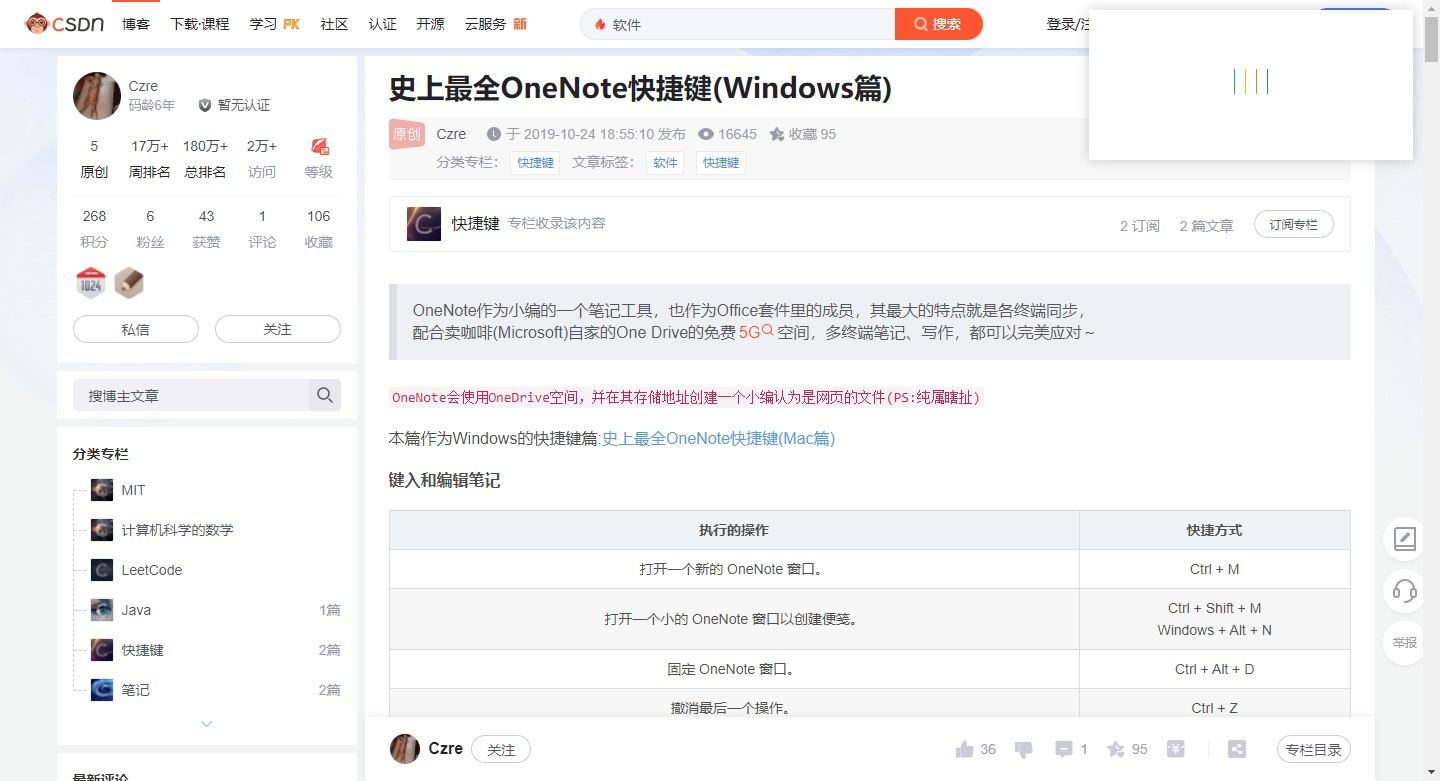 CSDN 博客 下载·课程 学习 PK 社区 认证 开源 云服务 新 软件 搜索 登录/注
Czre
码龄6年 暂无认证
5 17万+ 180万+ 2万+
原创 周排名 总排名 访问 等级
268 6 43 1 106
积分 粉丝 获赞 评论 收藏
1024
私信 关注
搜博主文章
分类专栏
MIT
计算机科学的数学
LeetCode
Java 1篇
快捷键 2篇
笔记 2篇
最新评论
史上最全OneNote快捷键(Windows篇)
原创 Czre 于 2019-10-24 18:55:10 发布 16645 收藏 95
分类专栏： 快捷键 文章标签： 软件 快捷键
快捷键 专栏收录该内容 2 订阅 2 篇文章 订阅专栏
OneNote作为小编的一个笔记工具，也作为Office套件里的成员，其最大的特点就是各终端同步，
配合卖咖啡(Microsoft)自家的One Drive的免费 5G 空间，多终端笔记、写作，都可以完美应对～
OneNote会使用OneDrive空间，并在其存储地址创建一个小编认为是网页的文件(PS:纯属瞎扯)
本篇作为Windows的快捷键篇:史上最全OneNote快捷键(Mac篇)
键入和编辑笔记
执行的操作 快捷方式
打开一个新的 OneNote 窗口。 Ctrl + M
打开一个小的 OneNote 窗口以创建便笺。 Ctrl + Shift + M
Windows + Alt + N
固定 OneNote 窗口。 Ctrl + Alt + D
撤消最后一个操作。 Ctrl + Z
Czre 关注 36 1 95 专栏目录
举报